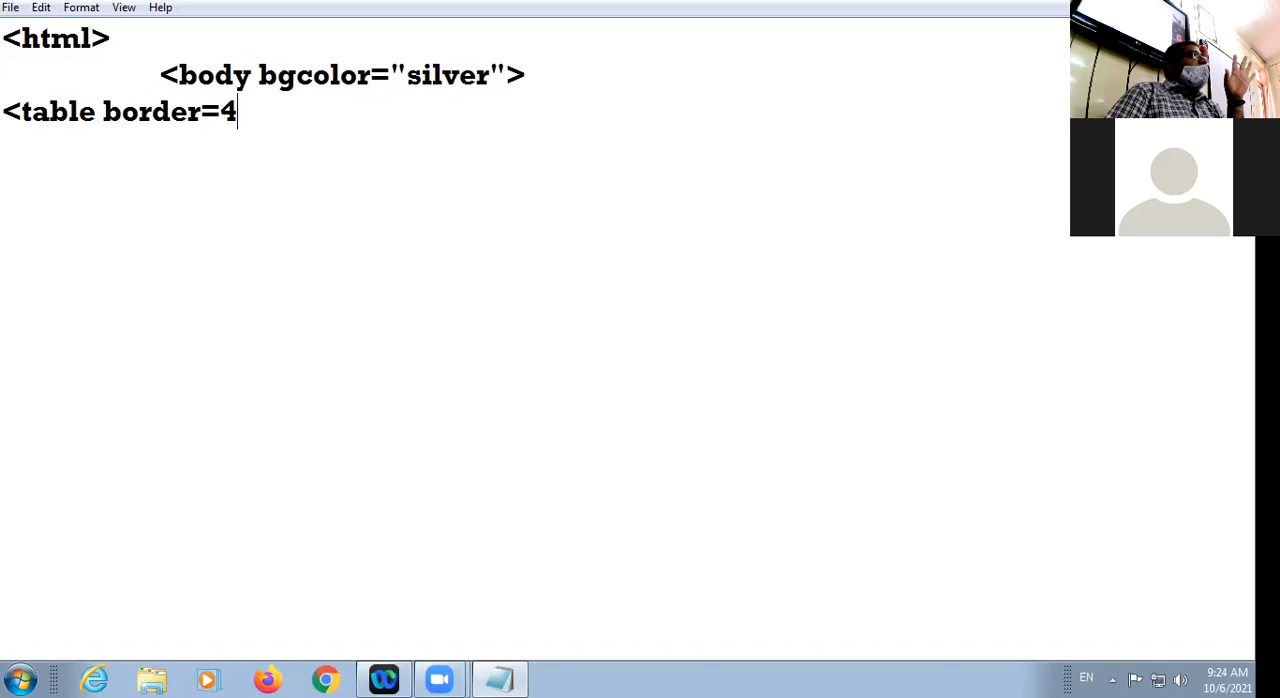 File Edit Format View Help
<html>
<body bgcolor="silver">
<table border=4
EN
9:24 AM
10/6/2021